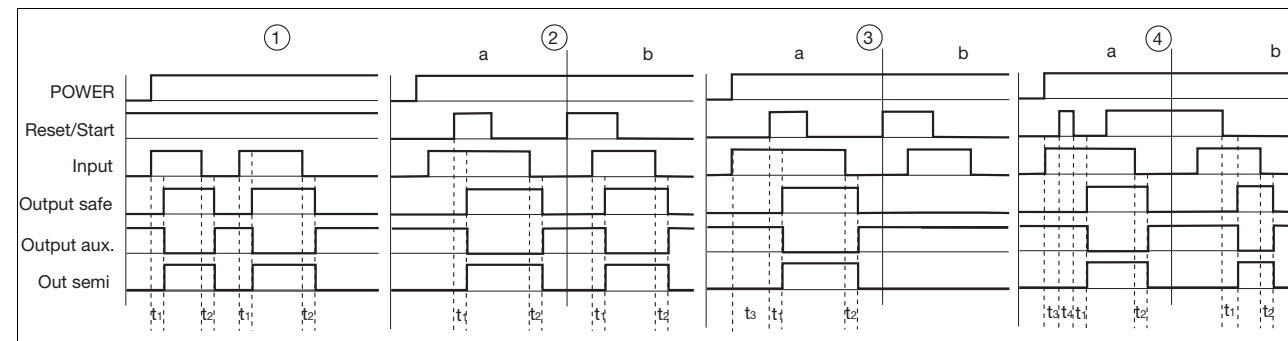 ① ② ③ ④
a b a b a b
POWER
Reset/Start
Input
Output safe
Output aux.
Out semi
t1 t2 t1 t2 t1 t2 t1 t2 t3 t1 t2 t3 t4 t1 t2 t1 t2